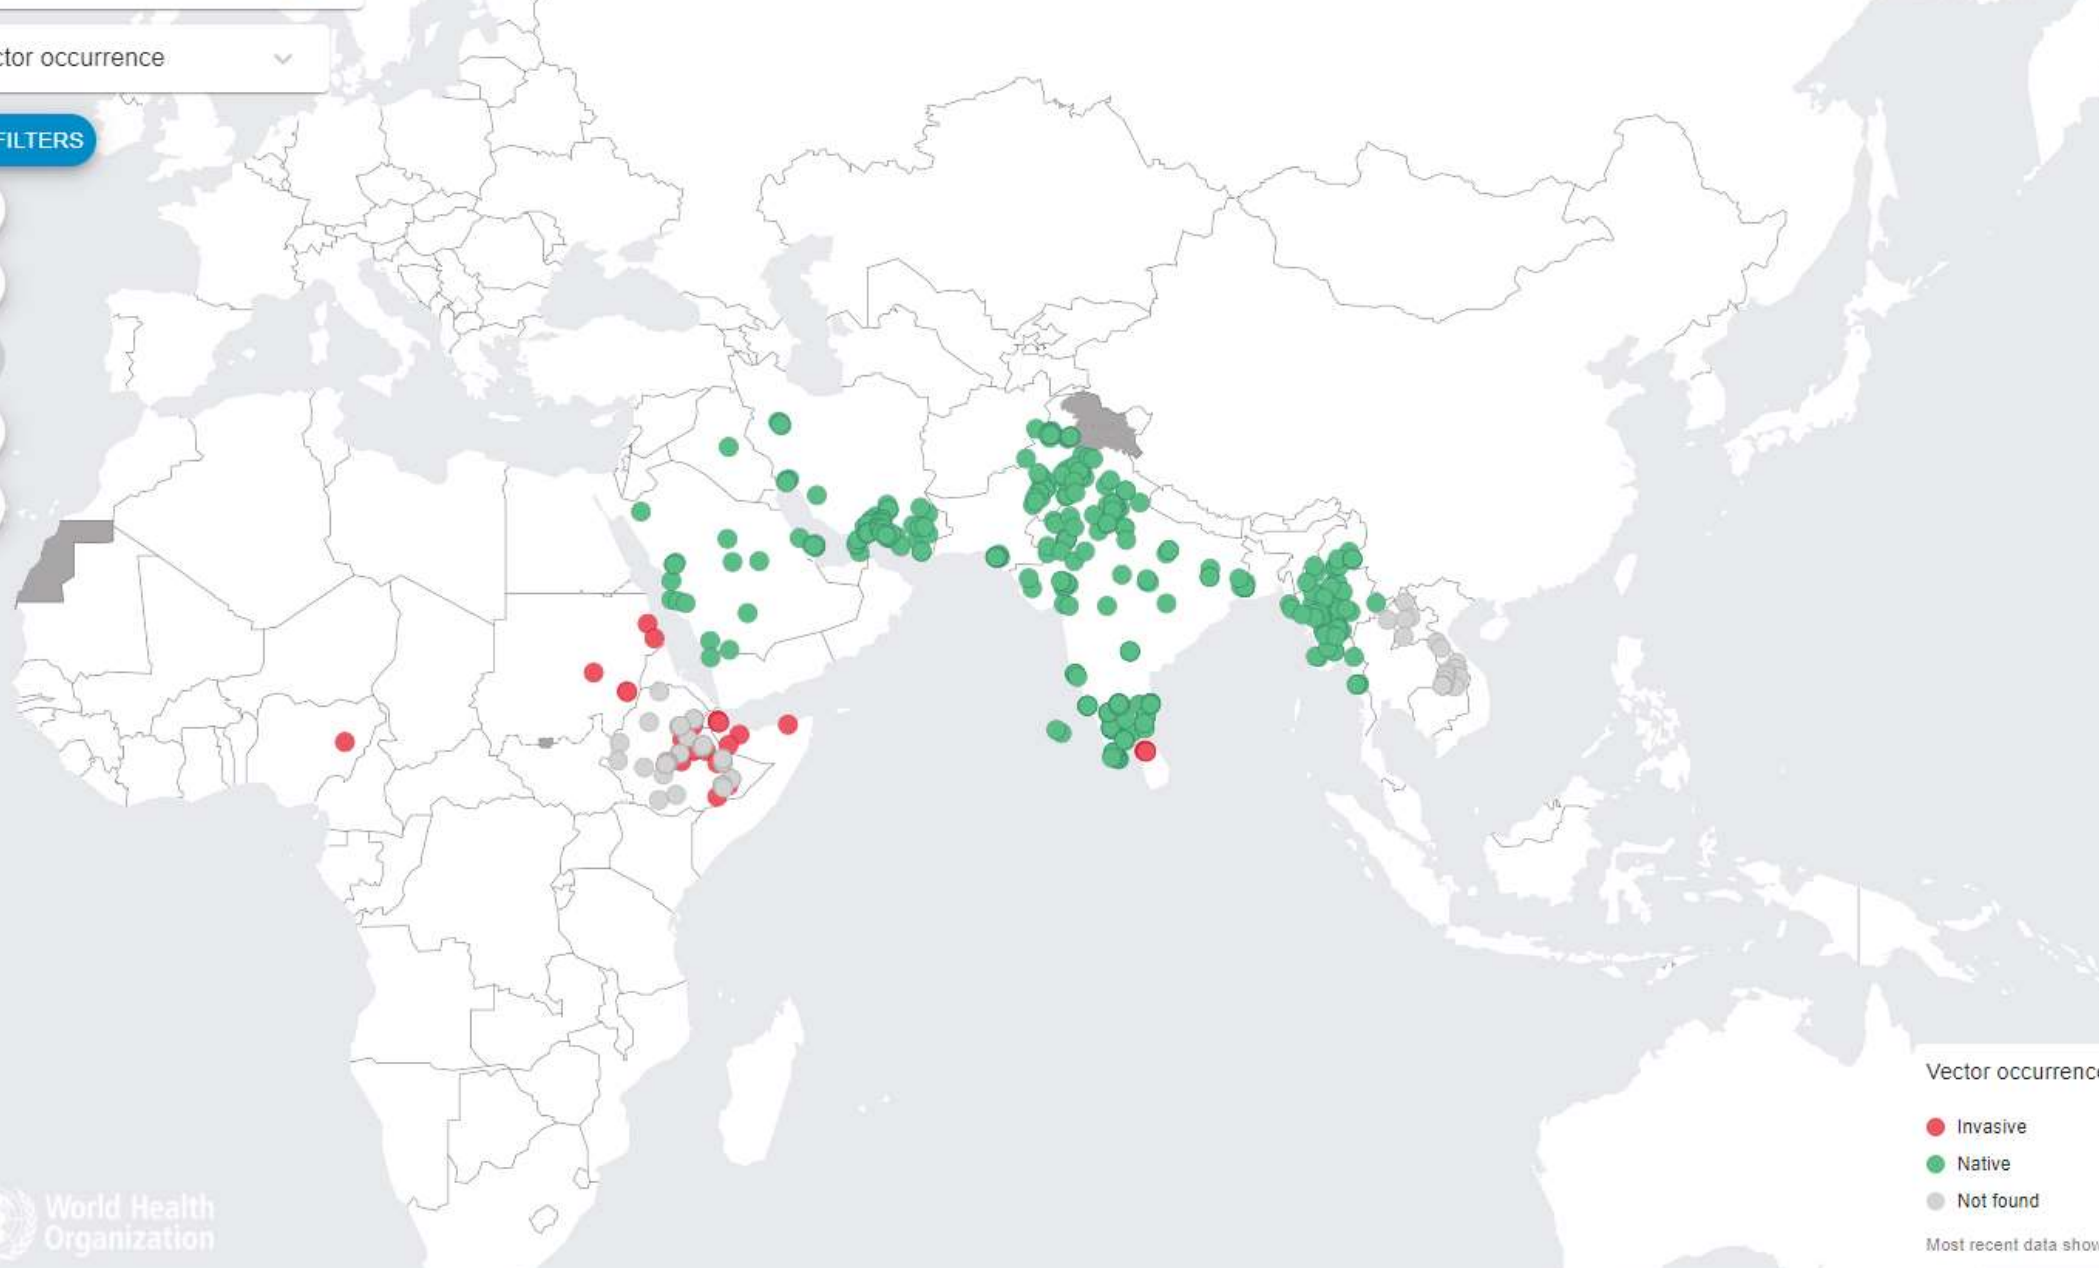 ctor occurrence
FILTERS
Vector occurrence
Invasive
Native
Not found
Most recent data show
World Health
Organization